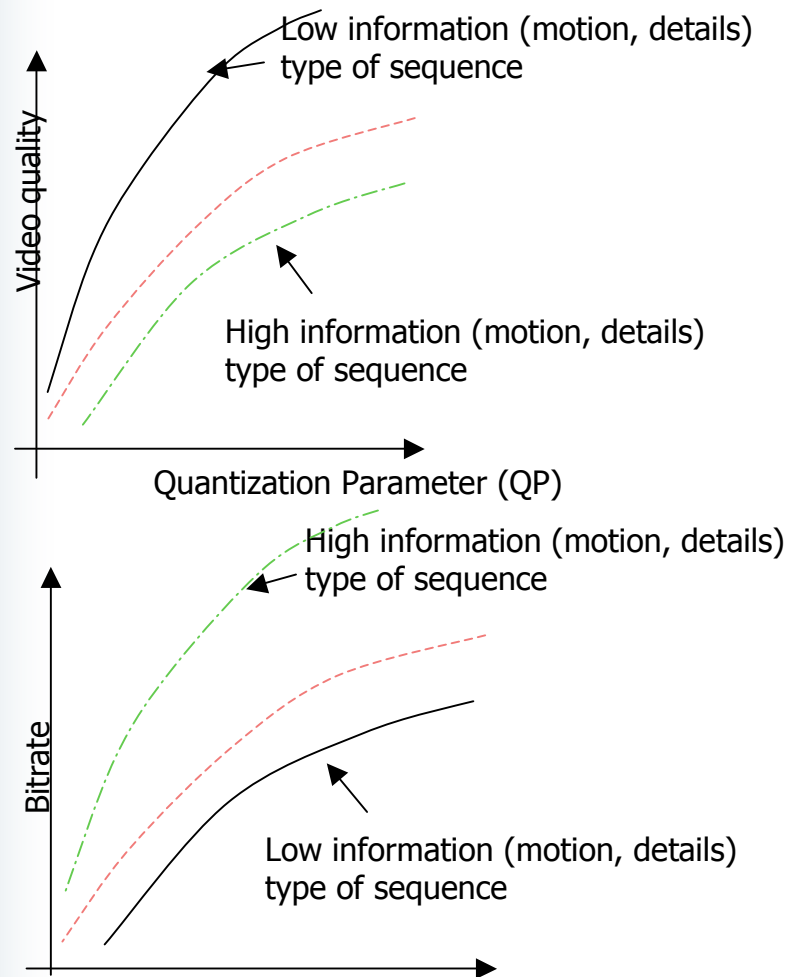 Low information (motion, details)
type of sequence
Video quality
High information (motion, details)
type of sequence
Quantization Parameter (QP)
High information (motion, details)
type of sequence
Bitrate
Low information (motion, details)
type of sequence